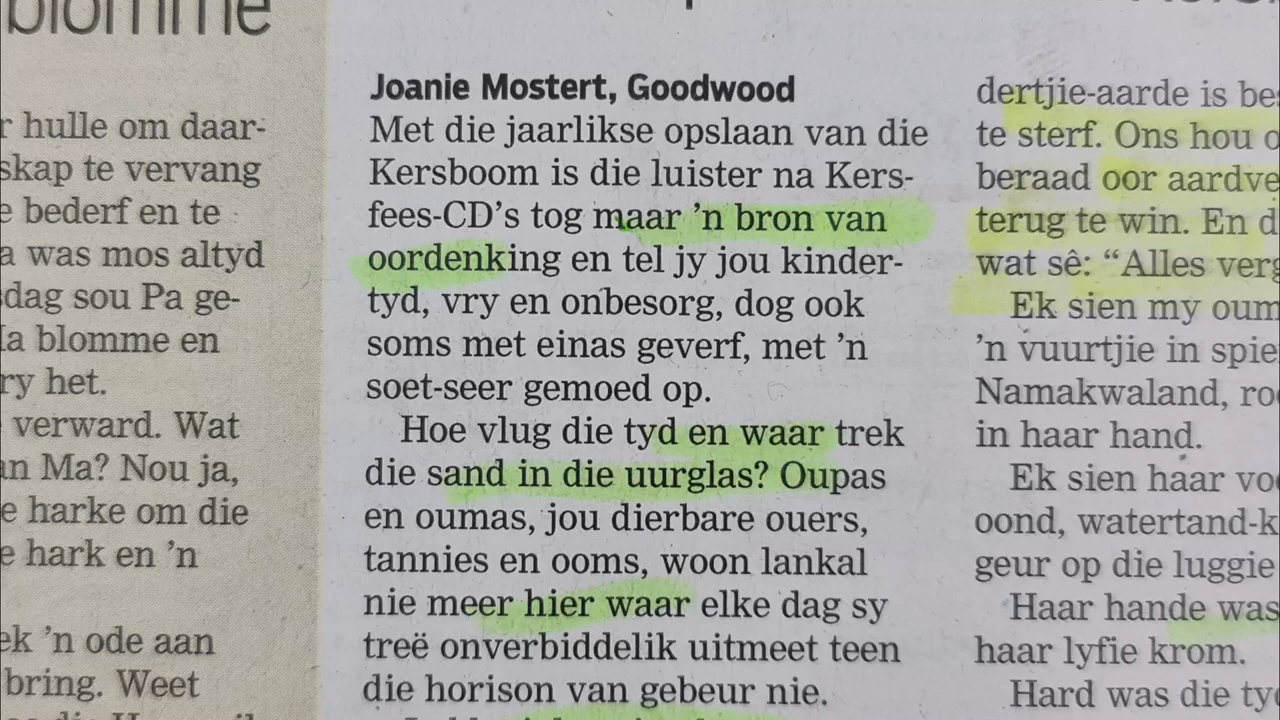 blomme
r hulle om daar-
skap te vervang
e bederf en te
a was mos altyd
dag sou Pa ge-
a blomme en
ry het.
verward. Wat
an Ma? Nou ja,
e harke om die
e hark en 'n
ek 'n ode aan
bring. Weet
Joanie Mostert, Goodwood
Met die jaarlikse opslaan van die
Kersboom is die luister na Kers-
fees-CD's tog maar 'n bron van
oordenking en tel jy jou kinder-
tyd, vry en onbesorg, dog ook
soms met einas geverf, met 'n
soet-seer gemoed op.
Hoe vlug die tyd en waar trek
die sand in die uurglas? Oupas
en oumas, jou dierbare ouers,
tannies en ooms, woon lankal
nie meer hier waar elke dag sy
treë onverbiddelik uitmeet teen
die horison van gebeur nie.
dertjie-aarde is bes
te sterf. Ons hou
beraad oor aardve
terug te win. En d
wat sê: “Alles verg
Ek sien my oum
'n vuurtjie in spie
Namakwaland, ro
in haar hand.
Ek sien haar vo
oond, watertand-k
geur op die luggie
Haar hande was
haar lyfie krom.
Hard was die ty